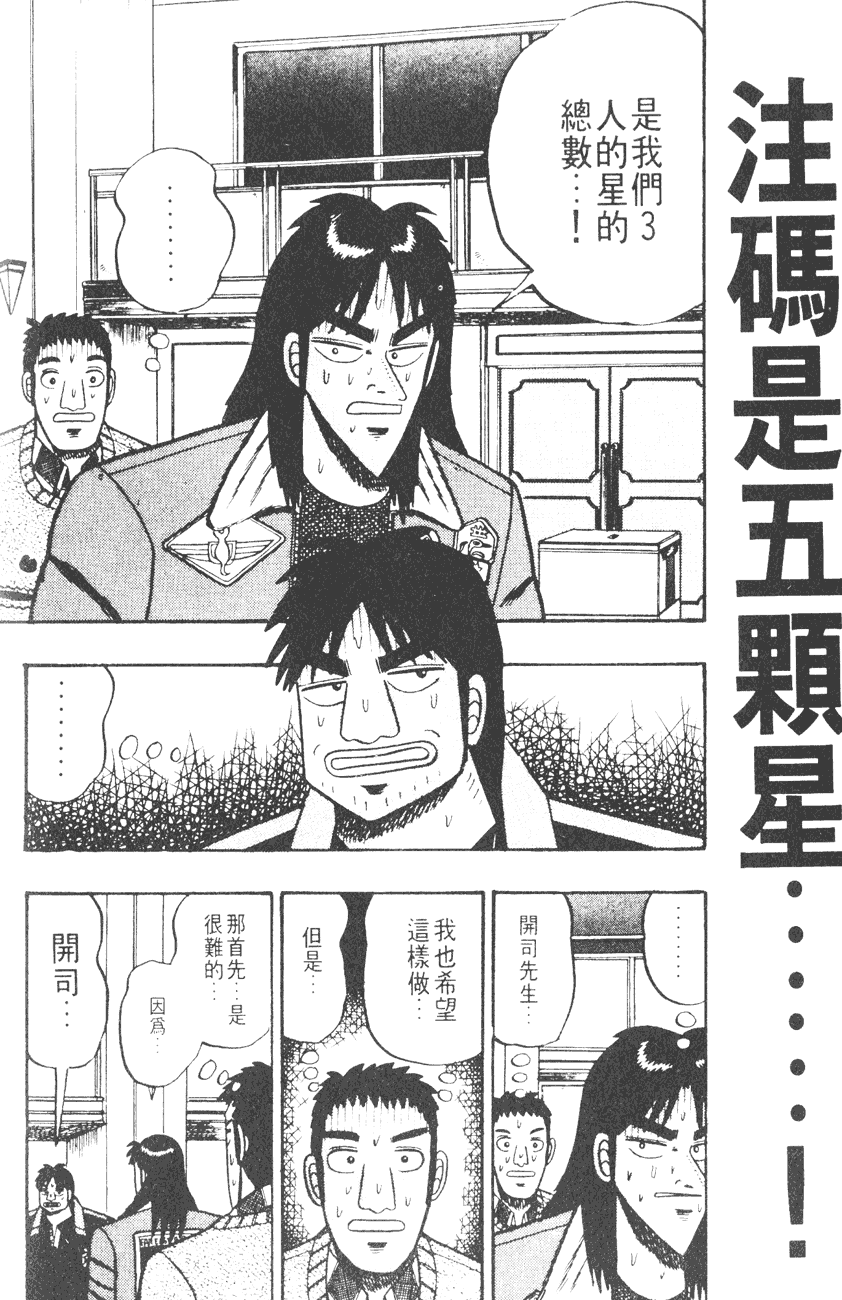 注碼是五顆星……………！
是我們3
人的星的
總數…！
………
………
………
開司先生…
我也希望
這樣做…
但是…
那首先…是
很難的…
因為…
開司…